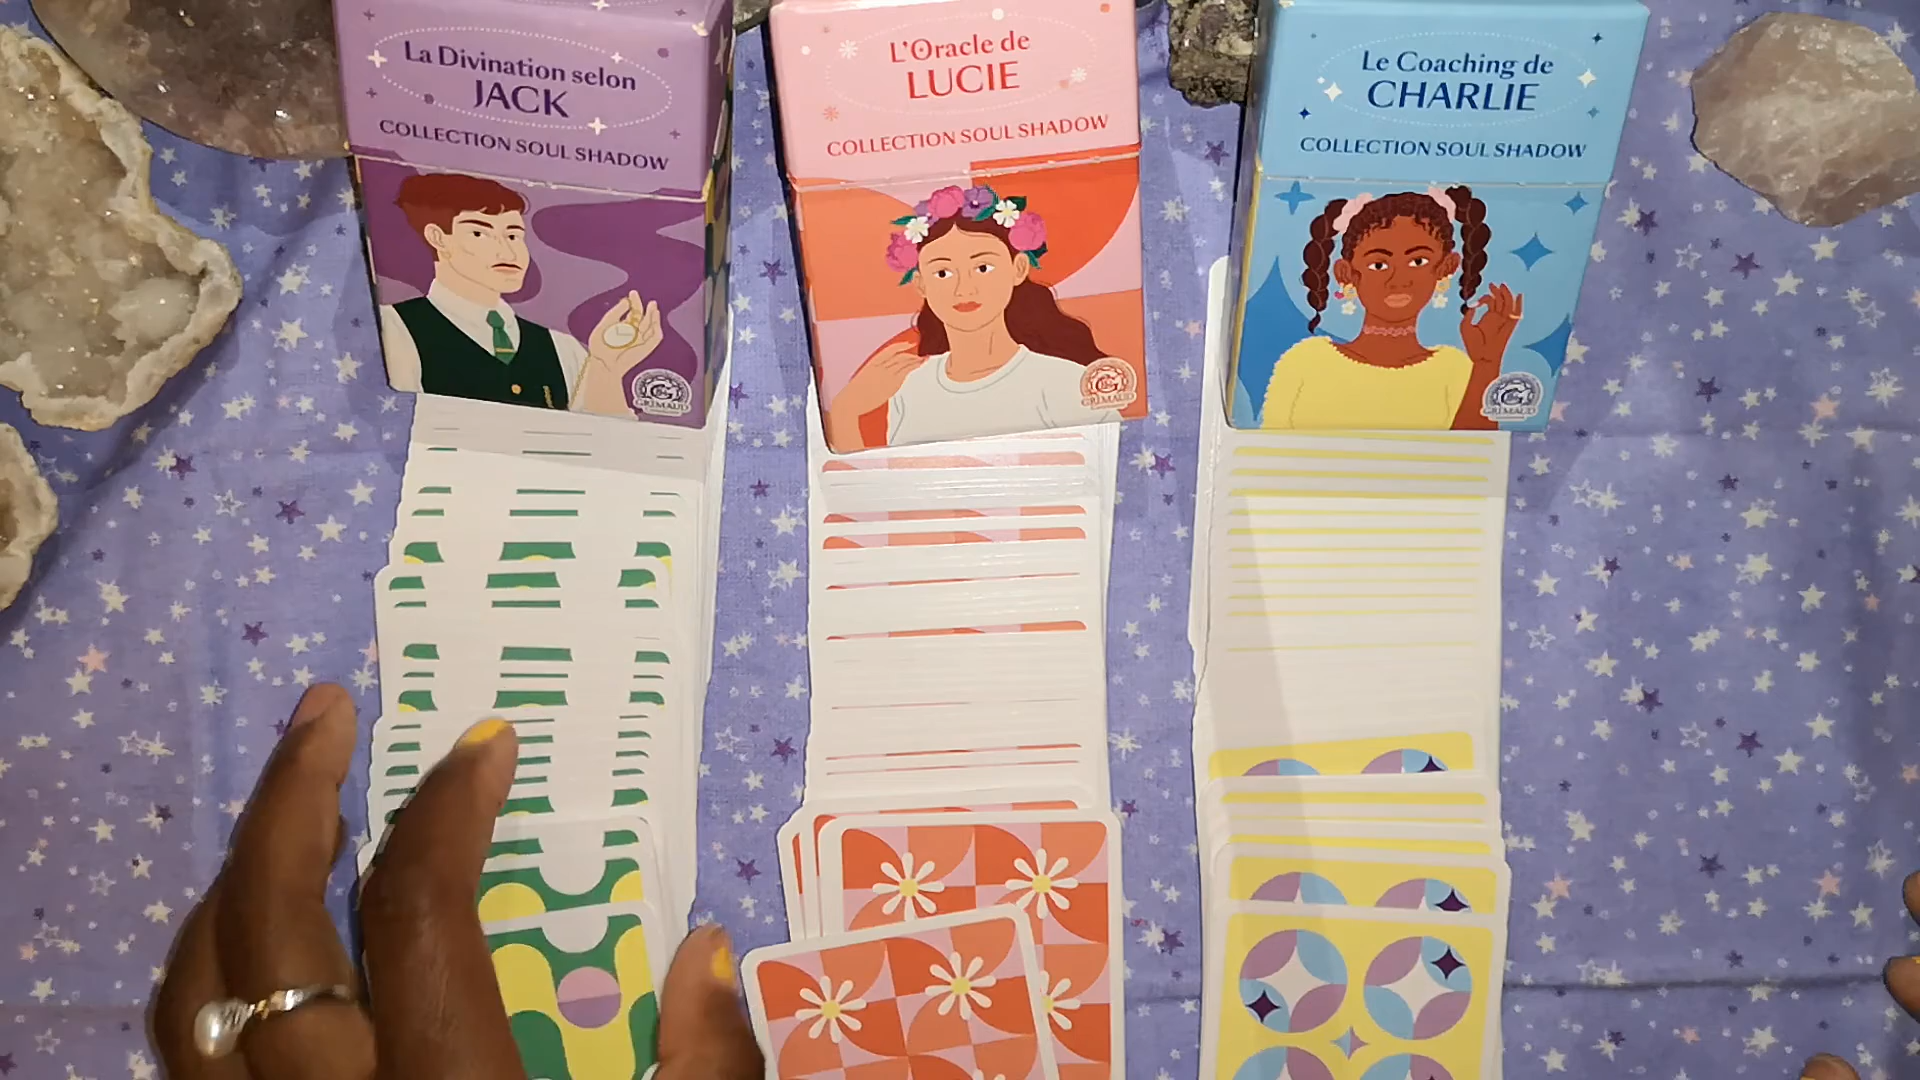 La Divination selon
JACK
COLLECTION SOUL SHADOW
GRIMAUD
L'Oracle de
LUCIE
COLLECTION SOUL SHADOW
GRIMAUD
Le Coaching de
CHARLIE
COLLECTION SOUL SHADOW
GRIMAUD